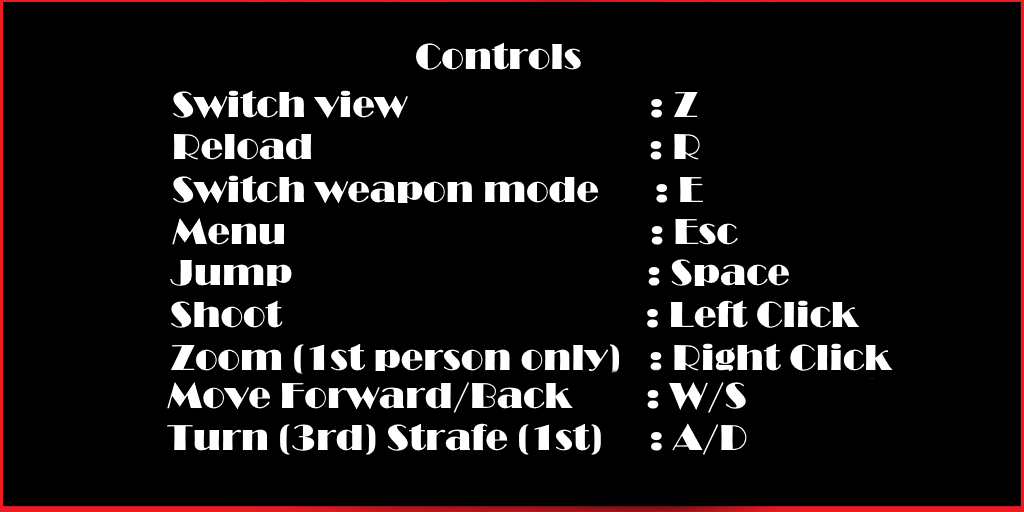 Controls
Switch view : Z
Reload : R
Switch weapon mode : E
Menu : Esc
Jump : Space
Shoot : Left Click
Zoom (1st person only) : Right Click
Move Forward/Back : W/S
Turn (3rd) Strafe (1st) : A/D